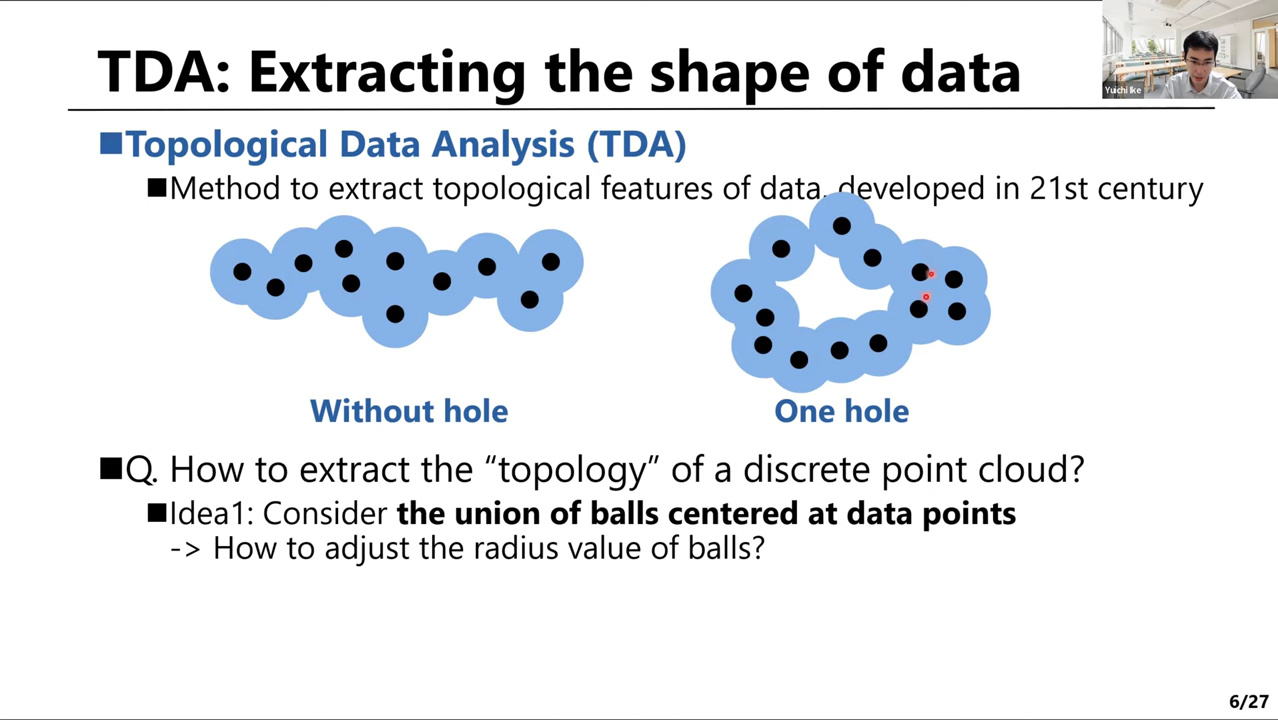 TDA: Extracting the shape of data
Yuichi Ike
■Topological Data Analysis (TDA)
■Method to extract topological features of data, developed in 21st century
Without hole
One hole
■Q. How to extract the “topology” of a discrete point cloud?
■Idea1: Consider the union of balls centered at data points
-> How to adjust the radius value of balls?
6/27